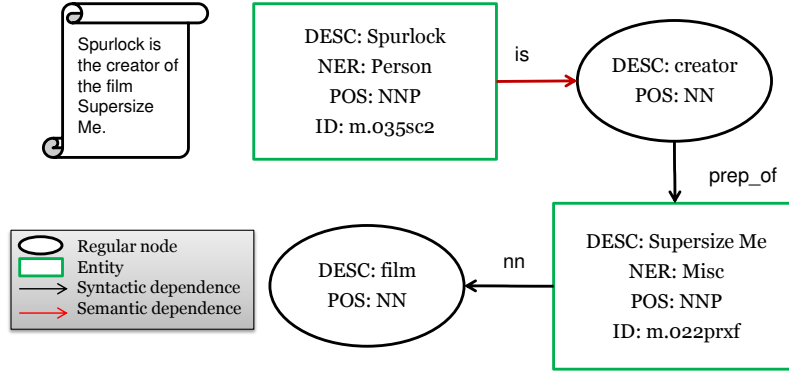 Spurlock is
the creator of
the film
Supersize
Me.
DESC: Spurlock
NER: Person
POS: NNP
ID: m.035sc2
is
DESC: creator
POS: NN
prep_of
DESC: Supersize Me
NER: Misc
POS: NNP
ID: m.022prxf
nn
DESC: film
POS: NN
Regular node
Entity
Syntactic dependence
Semantic dependence